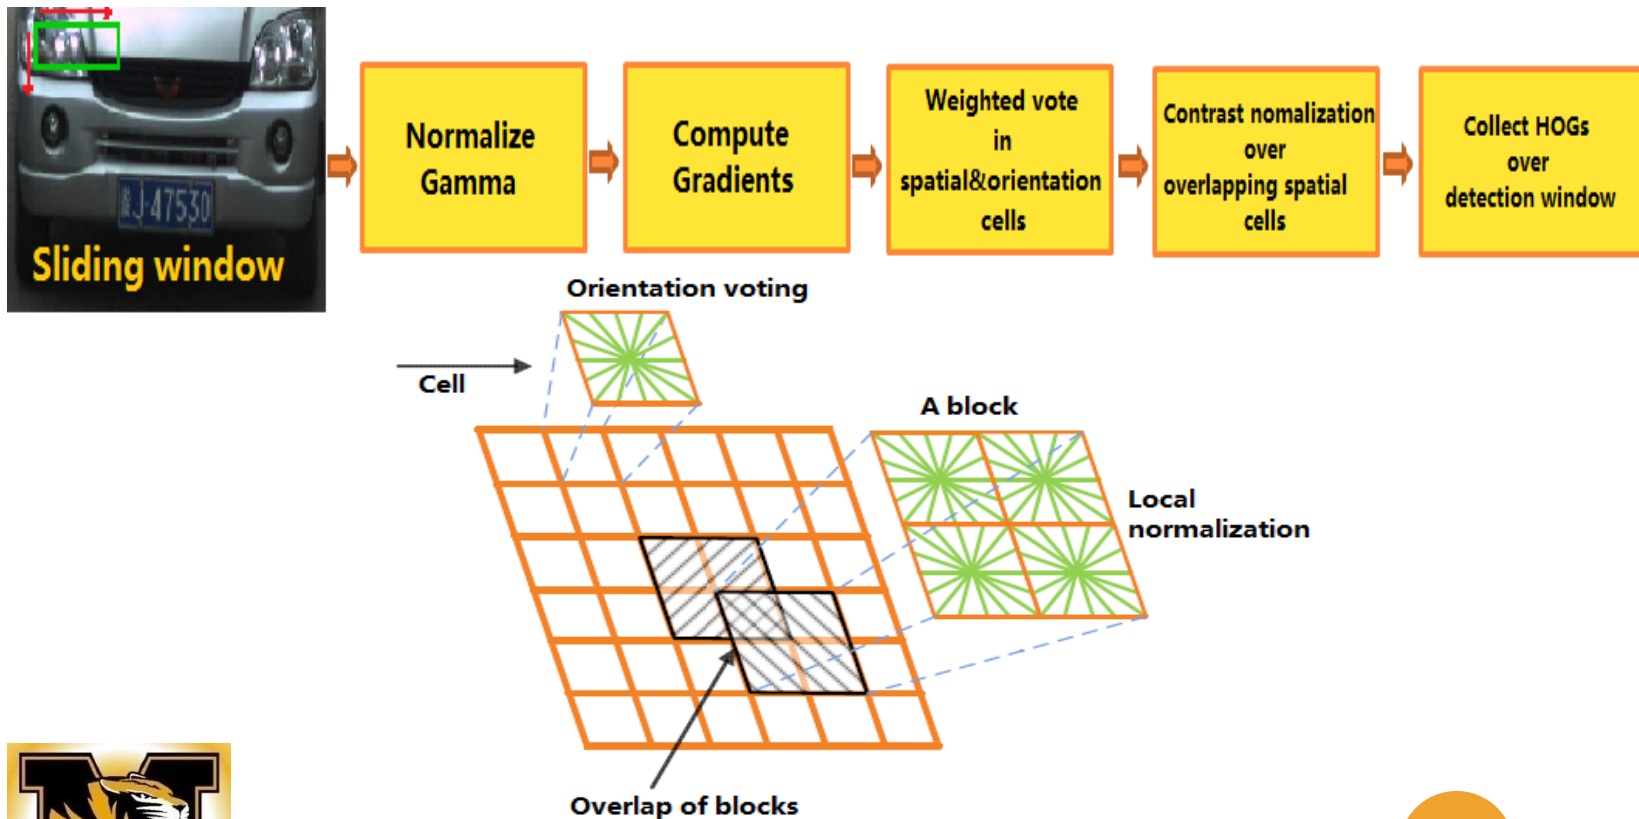 J-47530
Sliding window
Normalize
Gamma
Compute
Gradients
Weighted vote
in
spatial&orientation
cells
Contrast nomalization
over
overlapping spatial
cells
Collect HOGs
over
detection window
Orientation voting
Cell
A block
Local
normalization
Overlap of blocks